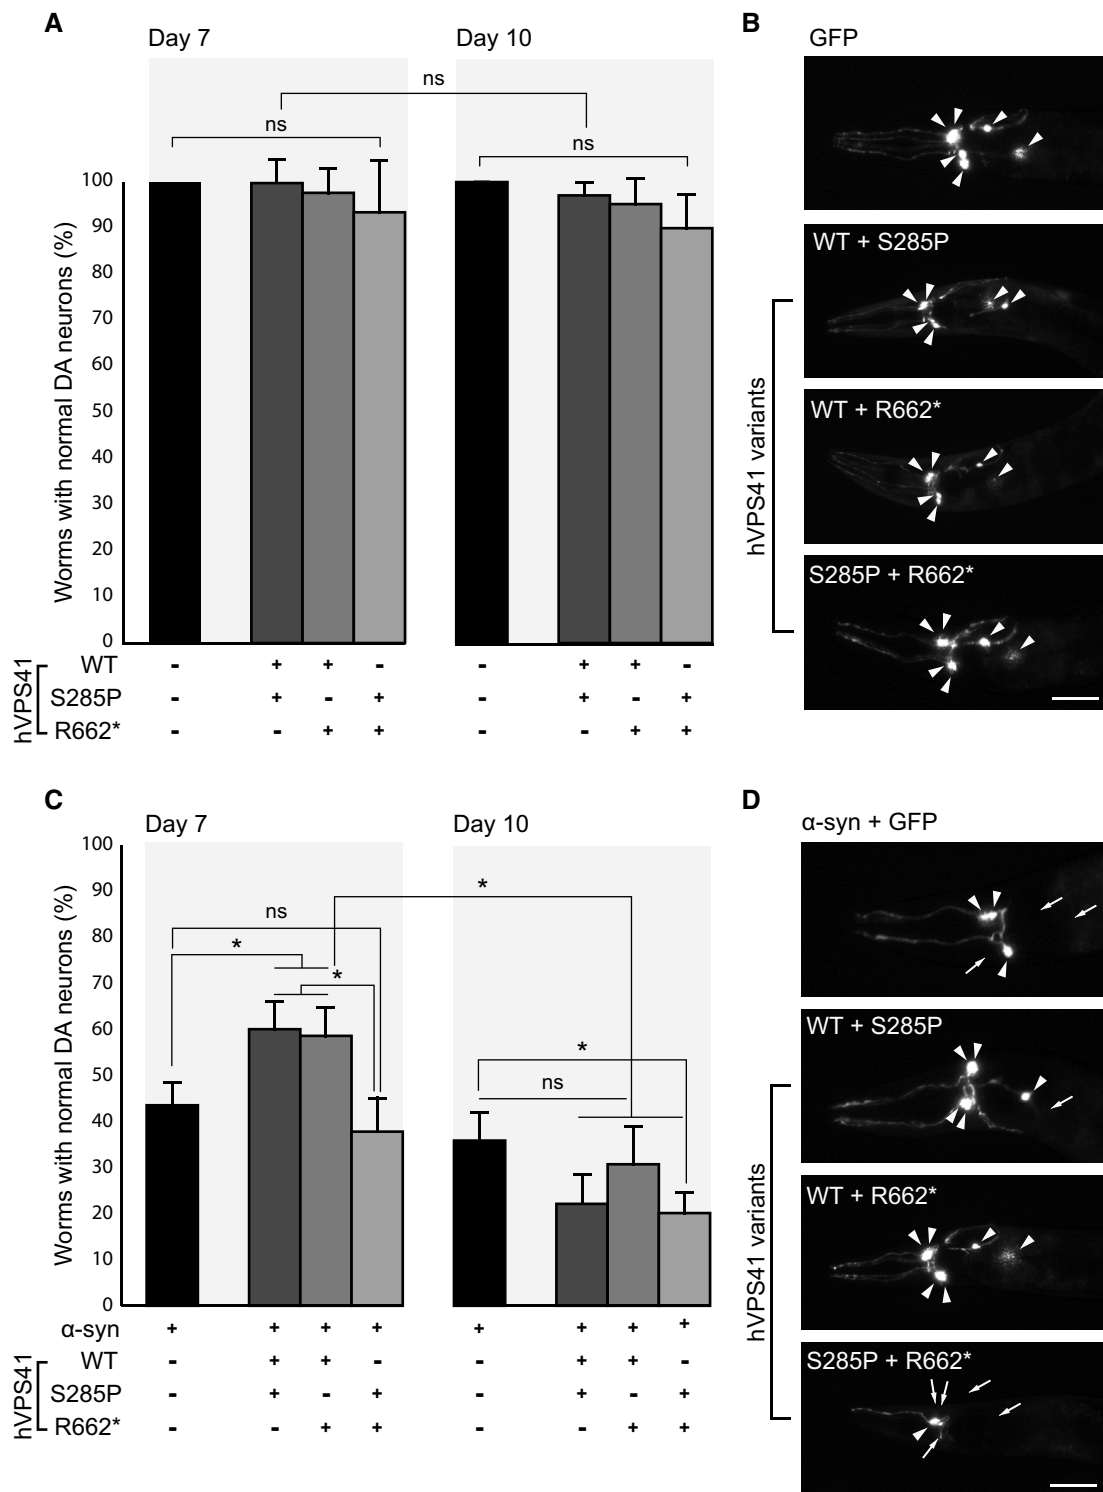 A
Day 7
Day 10
ns
ns
ns
Worms with normal DA neurons (%)
100
90
80
70
60
50
40
30
20
10
0
hVPS41
WT - + + - - + + -
S285P - + - + - + - +
R662* - - + + - - + +
B
GFP
WT + S285P
WT + R662*
S285P + R662*
hVPS41 variants
C
Day 7
Day 10
*
ns
*
*
*
ns
Worms with normal DA neurons (%)
100
90
80
70
60
50
40
30
20
10
0
α-syn + + + + + + + +
hVPS41
WT - + + - - + + -
S285P - + - + - + - +
R662* - - + + - - + +
D
α-syn + GFP
WT + S285P
WT + R662*
S285P + R662*
hVPS41 variants